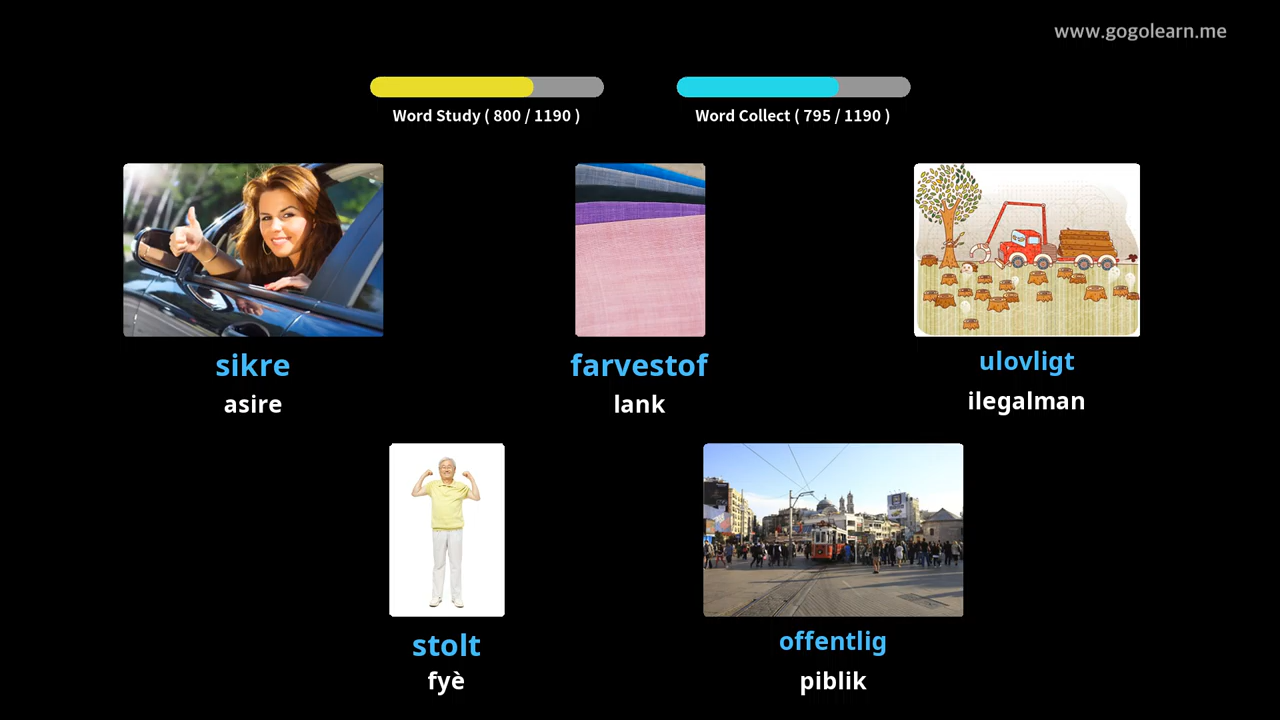 www.gogolearn.me
Word Study ( 800 / 1190 )
Word Collect ( 795 / 1190 )
sikre
farvestof
ulovligt
asire
lank
ilegalman
stolt
offentlig
fyè
piblik